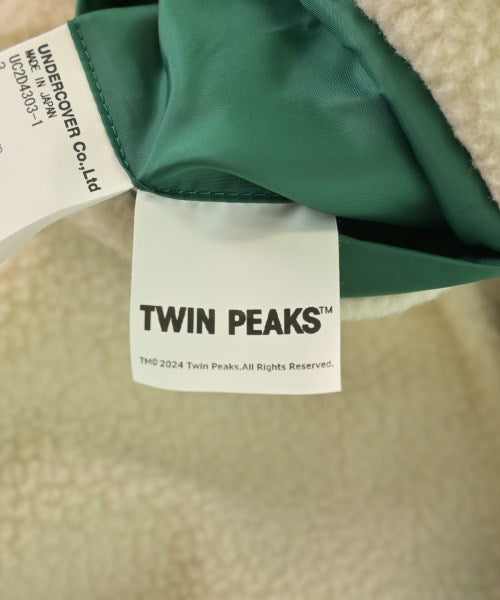 UNDERCOVER Co.,Ltd
MADE IN JAPAN
UC2D4303-1
TWIN PEAKS™
TM© 2024 Twin Peaks.All Rights Reserved.